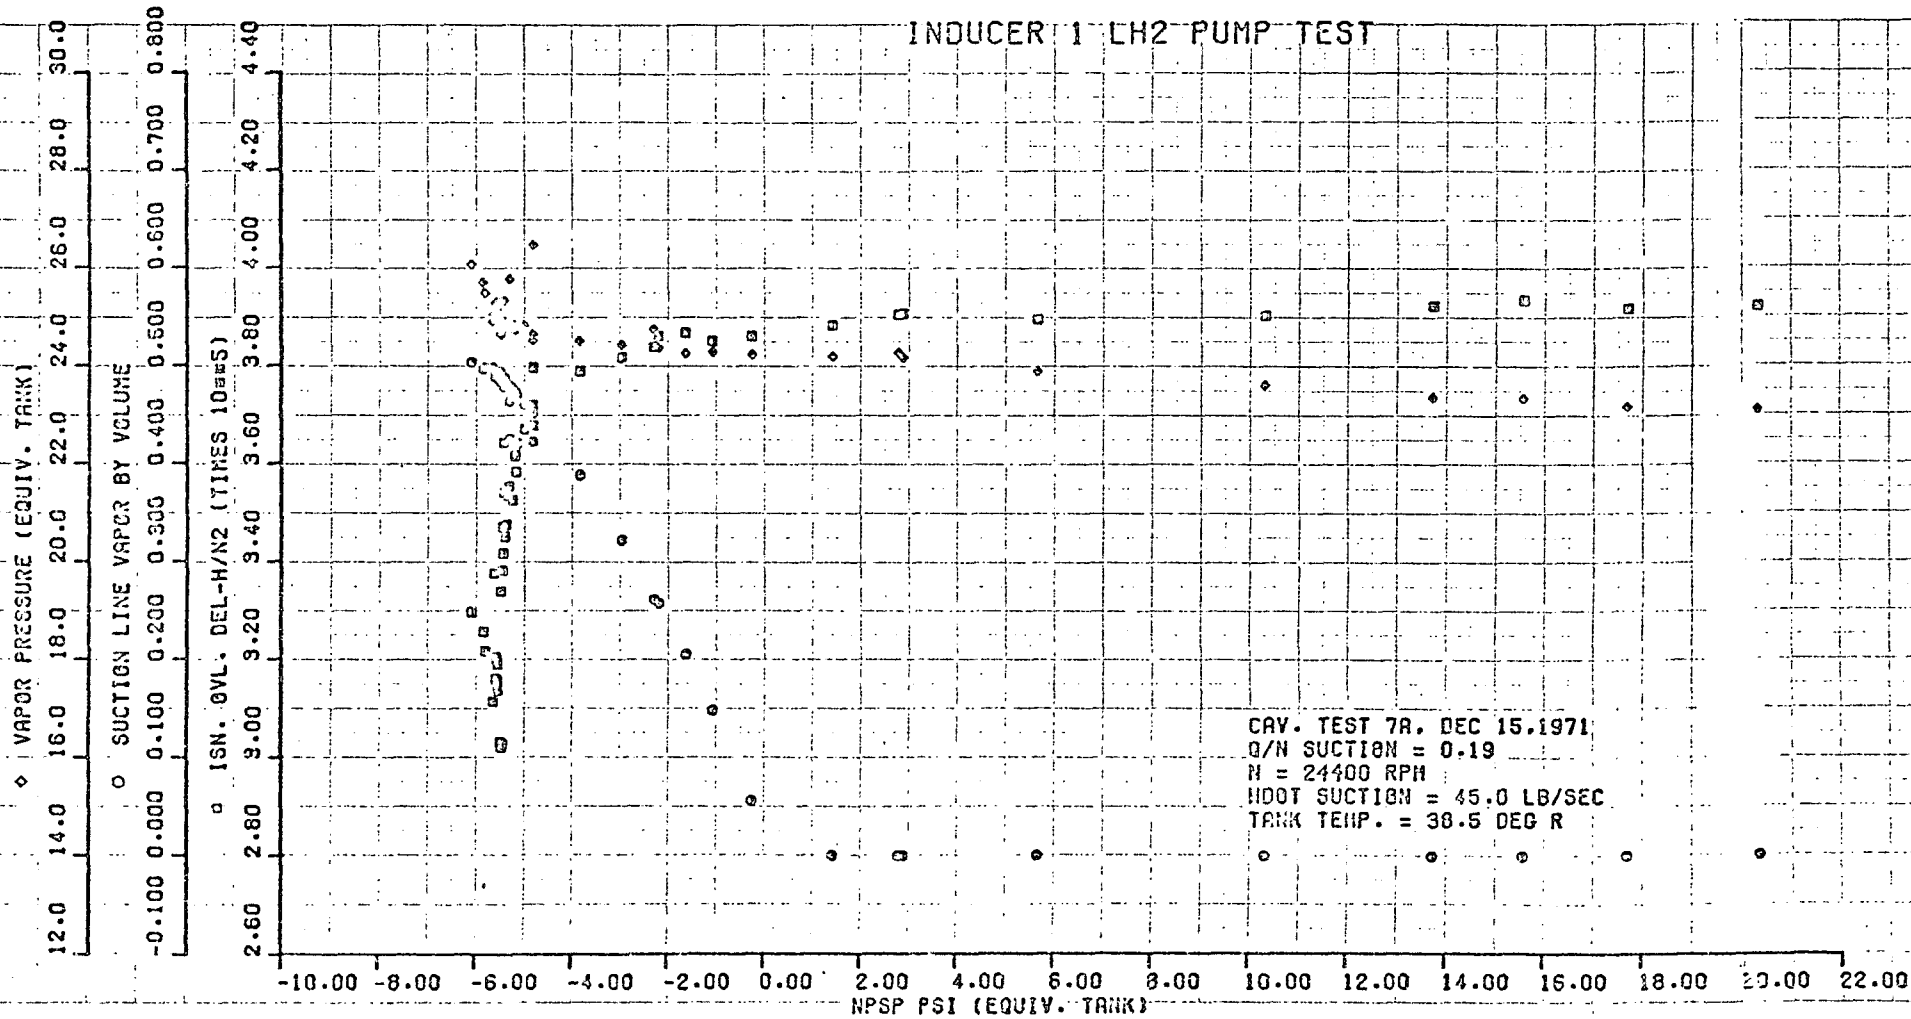 INDUCER 1 LH2 PUMP TEST
◇ VAPOR PRESSURE (EQUIV. TANK)
12.0 14.0 16.0 18.0 20.0 22.0 24.0 26.0 28.0 30.0
○ SUCTION LINE VAPOR BY VOLUME
-0.100 0.000 0.100 0.200 0.300 0.400 0.500 0.600 0.700 0.800
□ ISN. OVL. DEL-H/N2 (TIMES 10**5)
2.60 2.80 3.00 3.20 3.40 3.60 3.80 4.00 4.20 4.40
CAV. TEST 7A. DEC 15.1971
Q/N SUCTION = 0.19
N = 24400 RPM
WDOT SUCTION = 45.0 LB/SEC
TANK TEMP. = 38.5 DEG R
-10.00 -8.00 -6.00 -4.00 -2.00 0.00 2.00 4.00 6.00 8.00 10.00 12.00 14.00 16.00 18.00 20.00 22.00
NPSP PSI (EQUIV. TANK)